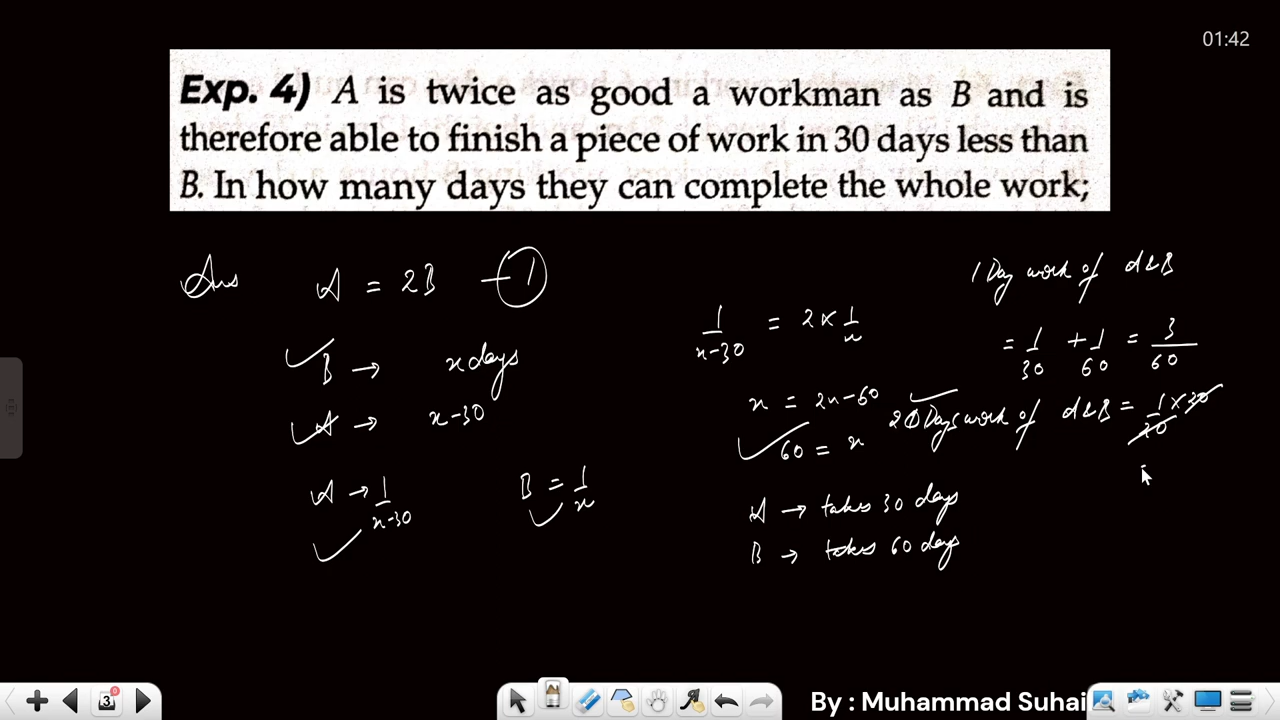 01:42
Exp. 4) A is twice as good a workman as B and is
therefore able to finish a piece of work in 30 days less than
B. In how many days they can complete the whole work;
Ans A = 2B — 1
B → x days
A → x-30
A → 1/x-30 B = 1/x
1/x-30 = 2 × 1/x
x = 2x-60
60 = x
A → takes 30 days
B → takes 60 days
1 Day work of A&B
= 1/30 + 1/60 = 3/60
20 Days work of A&B = 1/20 × 20
3
By : Muhammad Suhai